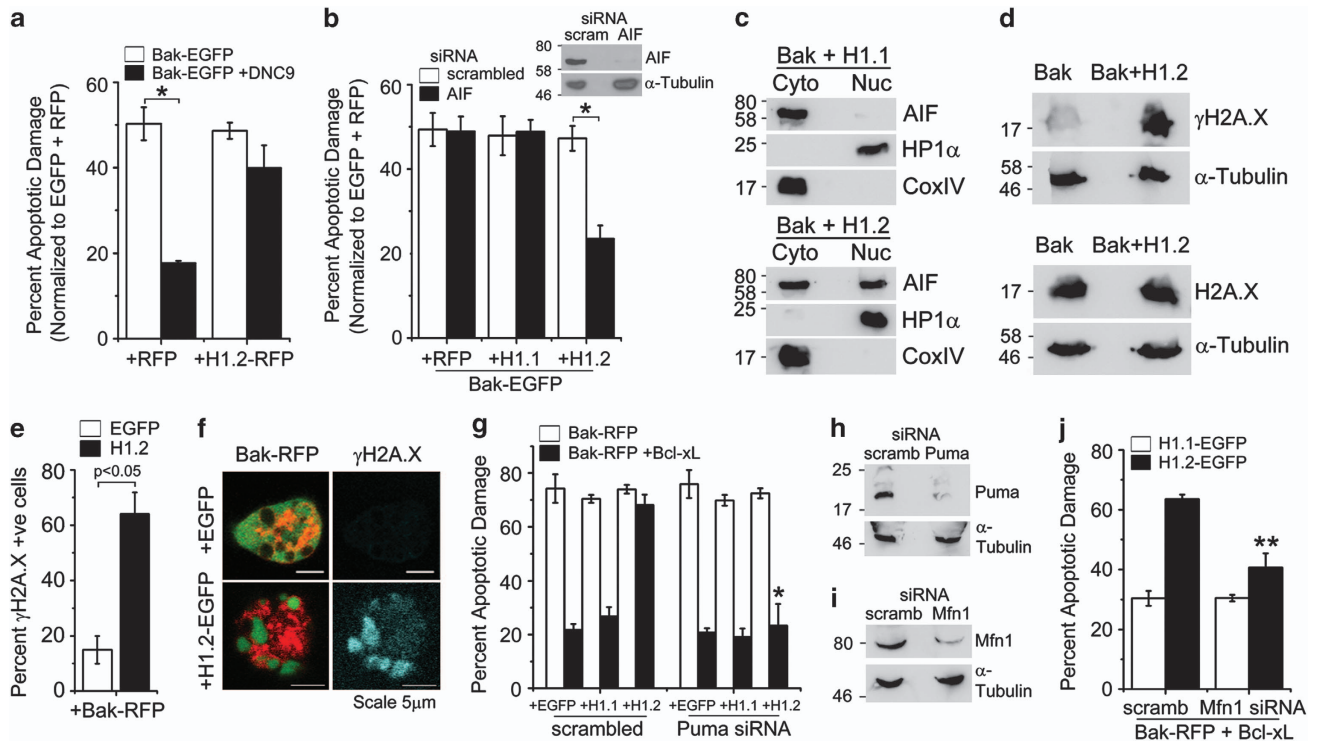 a
Bak-EGFP
Bak-EGFP +DNC9
Percent Apoptotic Damage
(Normalized to EGFP + RFP)
60
40
20
0
*
+RFP +H1.2-RFP
b
siRNA
scrambled
AIF
siRNA
scram AIF
80
58
46
AIF
α-Tubulin
Percent Apoptotic Damage
(Normalized to EGFP + RFP)
60
40
20
0
*
+RFP +H1.1 +H1.2
Bak-EGFP
c
Bak + H1.1
Cyto Nuc
80
58
AIF
25
HP1α
17
CoxIV
Bak + H1.2
Cyto Nuc
80
58
AIF
25
HP1α
17
CoxIV
d
Bak Bak+H1.2
17
γH2A.X
58
46
α-Tubulin
Bak Bak+H1.2
17
H2A.X
58
46
α-Tubulin
e
EGFP
H1.2
Percent γH2A.X +ve cells
80
60
40
20
0
p<0.05
+Bak-RFP
f
Bak-RFP γH2A.X
+EGFP
+H1.2-EGFP
Scale 5µm
g
Bak-RFP
Bak-RFP +Bcl-xL
Percent Apoptotic Damage
80
60
40
20
0
*
+EGFP +H1.1 +H1.2 +EGFP +H1.1 +H1.2
scrambled Puma siRNA
h
siRNA
scramb Puma
25
17
Puma
46
α-
Tubulin
i
siRNA
scramb Mfn1
80
Mfn1
46
α-
Tubulin
j
H1.1-EGFP
H1.2-EGFP
Percent Apoptotic Damage
80
60
40
20
0
**
scramb Mfn1 siRNA
Bak-RFP + Bcl-xL